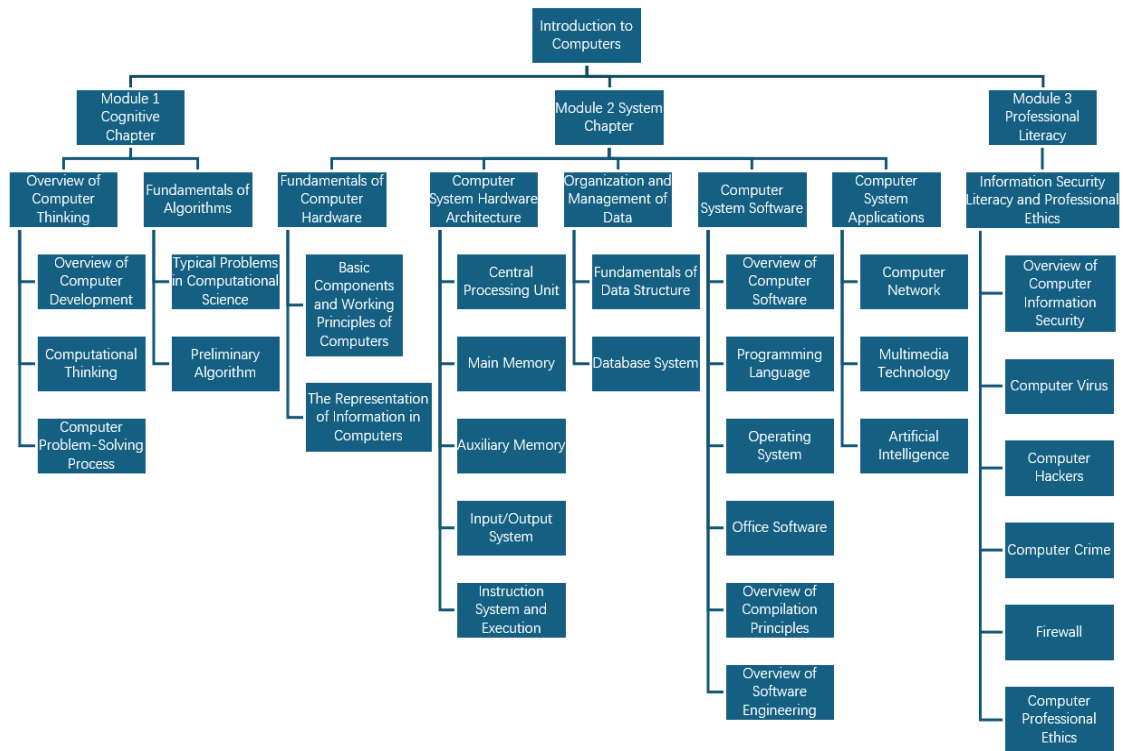 Introduction to
Computers
Module 1
Cognitive
Chapter
Module 2 System
Chapter
Module 3
Professional
Literacy
Overview of
Computer
Thinking
Fundamentals of
Algorithms
Fundamentals of
Computer
Hardware
Computer
System Hardware
Architecture
Organization and
Management of
Data
Computer
System Software
Computer
System
Applications
Information Security
Literacy and Professional
Ethics
Overview of
Computer
Development
Computational
Thinking
Computer
Problem-Solving
Process
Typical Problems
in Computational
Science
Preliminary
Algorithm
Basic
Components
and Working
Principles of
Computers
The Representation
of Information in
Computers
Central
Processing Unit
Main Memory
Auxiliary Memory
Input/Output
System
Instruction
System and
Execution
Fundamentals of
Data Structure
Database System
Overview of
Computer
Software
Programming
Language
Operating
System
Office Software
Overview of
Compilation
Principles
Overview of
Software
Engineering
Computer
Network
Multimedia
Technology
Artificial
Intelligence
Overview of
Computer
Information
Security
Computer Virus
Computer
Hackers
Computer Crime
Firewall
Computer
Professional
Ethics